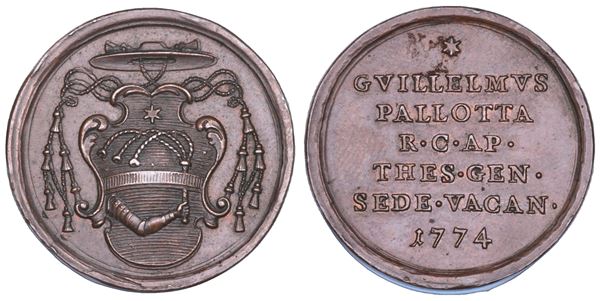 GVILLELMVS
PALLOTTA
R·C·AP·
THES·GEN·
SEDE·VACAN·
1774